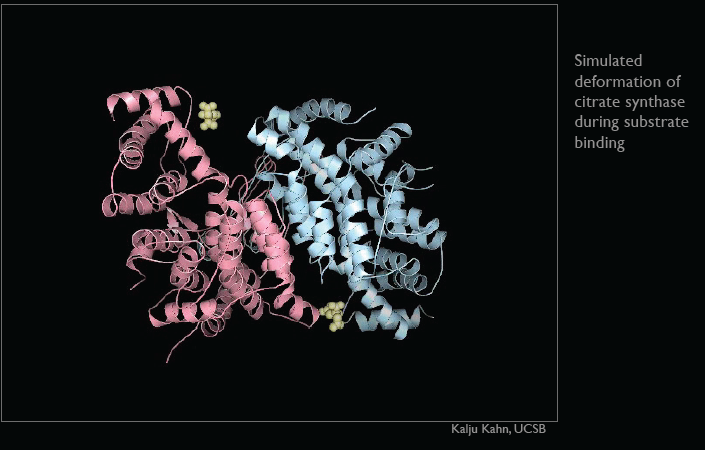 Simulated
deformation of
citrate synthase
during substrate
binding
Kalju Kahn, UCSB